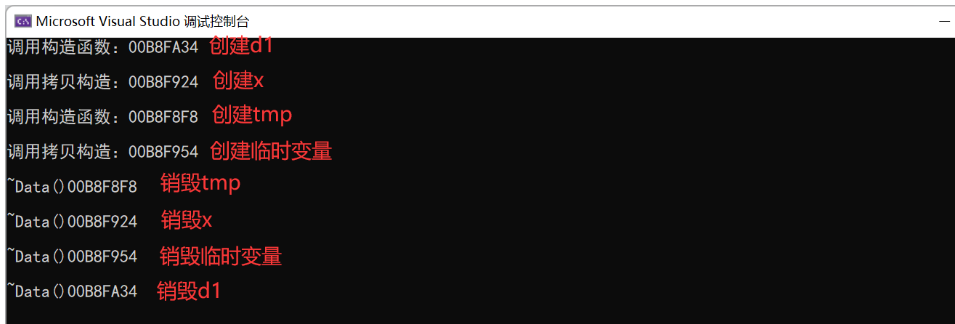 C:\ Microsoft Visual Studio 调试控制台
调用构造函数：00B8FA34 创建d1
调用拷贝构造：00B8F924 创建x
调用构造函数：00B8F8F8 创建tmp
调用拷贝构造：00B8F954 创建临时变量
~Data()00B8F8F8 销毁tmp
~Data()00B8F924 销毁x
~Data()00B8F954 销毁临时变量
~Data()00B8FA34 销毁d1